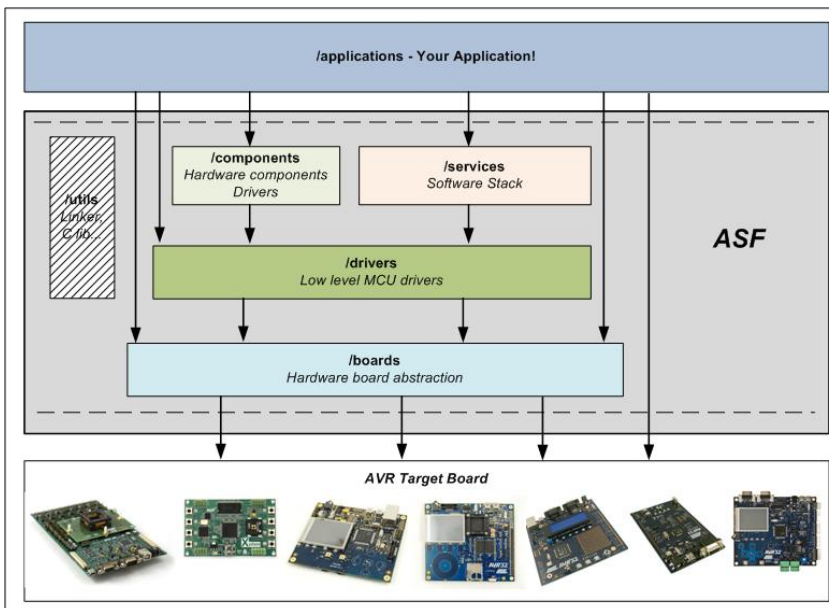 /applications - Your Application!
/components
Hardware components
Drivers
/services
Software Stack
/utils
Linker,
C lib...
ASF
/drivers
Low level MCU drivers
/boards
Hardware board abstraction
AVR Target Board